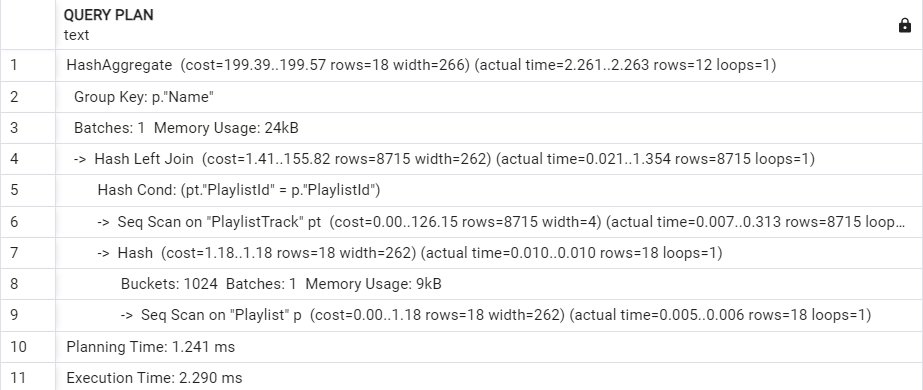 QUERY PLAN
text
1 HashAggregate (cost=199.39..199.57 rows=18 width=266) (actual time=2.261..2.263 rows=12 loops=1)
2 Group Key: p."Name"
3 Batches: 1 Memory Usage: 24kB
4 -> Hash Left Join (cost=1.41..155.82 rows=8715 width=262) (actual time=0.021..1.354 rows=8715 loops=1)
5 Hash Cond: (pt."PlaylistId" = p."PlaylistId")
6 -> Seq Scan on "PlaylistTrack" pt (cost=0.00..126.15 rows=8715 width=4) (actual time=0.007..0.313 rows=8715 loop...
7 -> Hash (cost=1.18..1.18 rows=18 width=262) (actual time=0.010..0.010 rows=18 loops=1)
8 Buckets: 1024 Batches: 1 Memory Usage: 9kB
9 -> Seq Scan on "Playlist" p (cost=0.00..1.18 rows=18 width=262) (actual time=0.005..0.006 rows=18 loops=1)
10 Planning Time: 1.241 ms
11 Execution Time: 2.290 ms